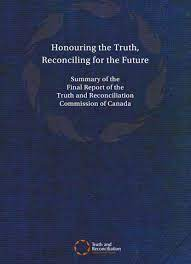 Honouring the Truth,
Reconciling for the Future
Summary of the
Final Report of the
Truth and Reconciliation
Commission of Canada
Truth and
Reconciliation